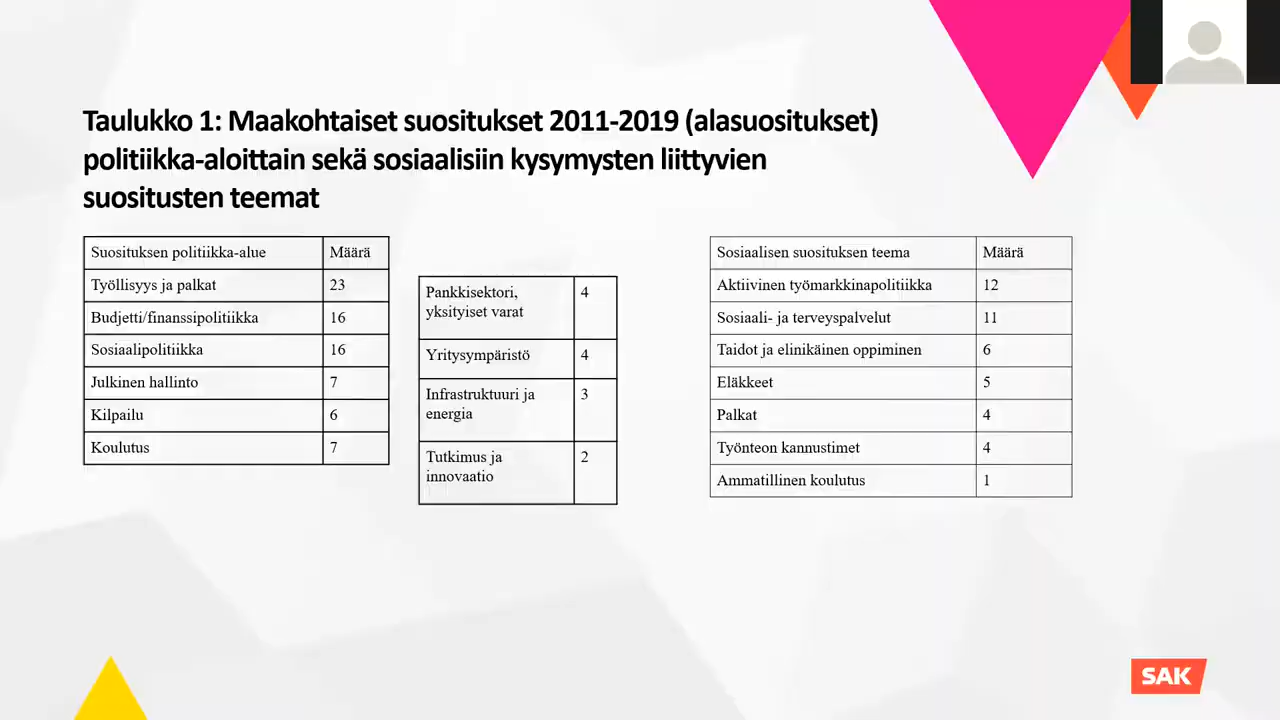 Taulukko 1: Maakohtaiset suositukset 2011-2019 (alasuositukset)
politiikka-aloittain sekä sosiaalisiin kysymysten liittyvien
suositusten teemat
Suosituksen politiikka-alue Määrä
Työllisyys ja palkat 23
Budjetti/finanssipolitiikka 16
Sosiaalipolitiikka 16
Julkinen hallinto 7
Kilpailu 6
Koulutus 7
Pankkisektori, 4
yksityiset varat
Yritysympäristö 4
Infrastruktuuri ja 3
energia
Tutkimus ja 2
innovaatio
Sosiaalisen suosituksen teema Määrä
Aktiivinen työmarkkinapolitiikka 12
Sosiaali- ja terveyspalvelut 11
Taidot ja elinikäinen oppiminen 6
Eläkkeet 5
Palkat 4
Työnteon kannustimet 4
Ammatillinen koulutus 1
SAK